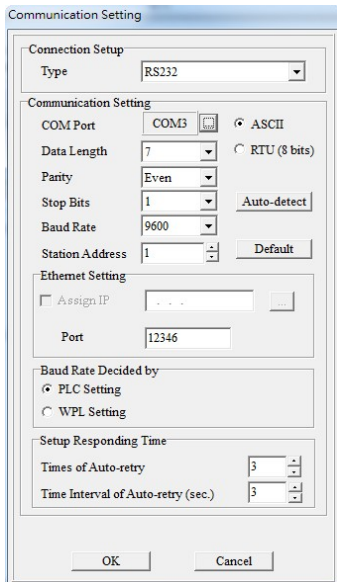 Communication Setting
Connection Setup
Type RS232
Communication Setting
COM Port COM3 ... ASCII
Data Length 7 RTU (8 bits)
Parity Even
Stop Bits 1 Auto-detect
Baud Rate 9600
Station Address 1 Default
Ethernet Setting
Assign IP . . . ...
Port 12346
Baud Rate Decided by
PLC Setting
WPL Setting
Setup Responding Time
Times of Auto-retry 3
Time Interval of Auto-retry (sec.) 3
OK Cancel